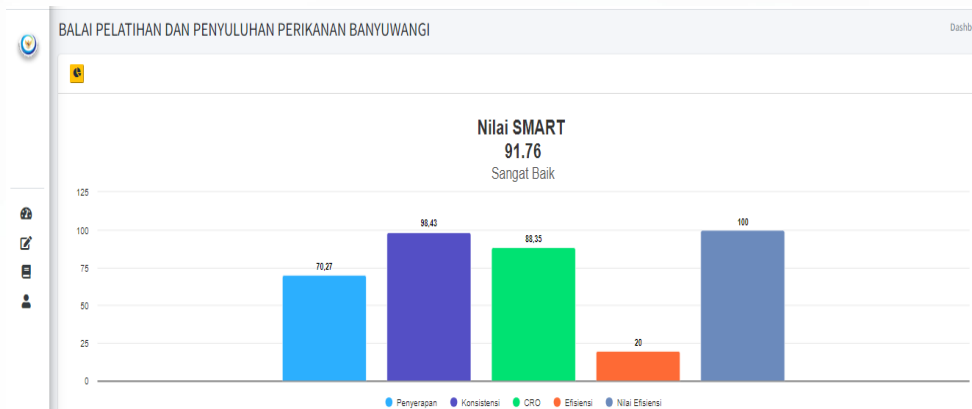 BALAI PELATIHAN DAN PENYULUHAN PERIKANAN BANYUWANGI
Dashb
Nilai SMART
91.76
Sangat Baik
125
100
75
50
25
0
70,27
98,43
88,35
20
100
Penyerapan Konsistensi CRO Efisiensi Nilai Efisiensi